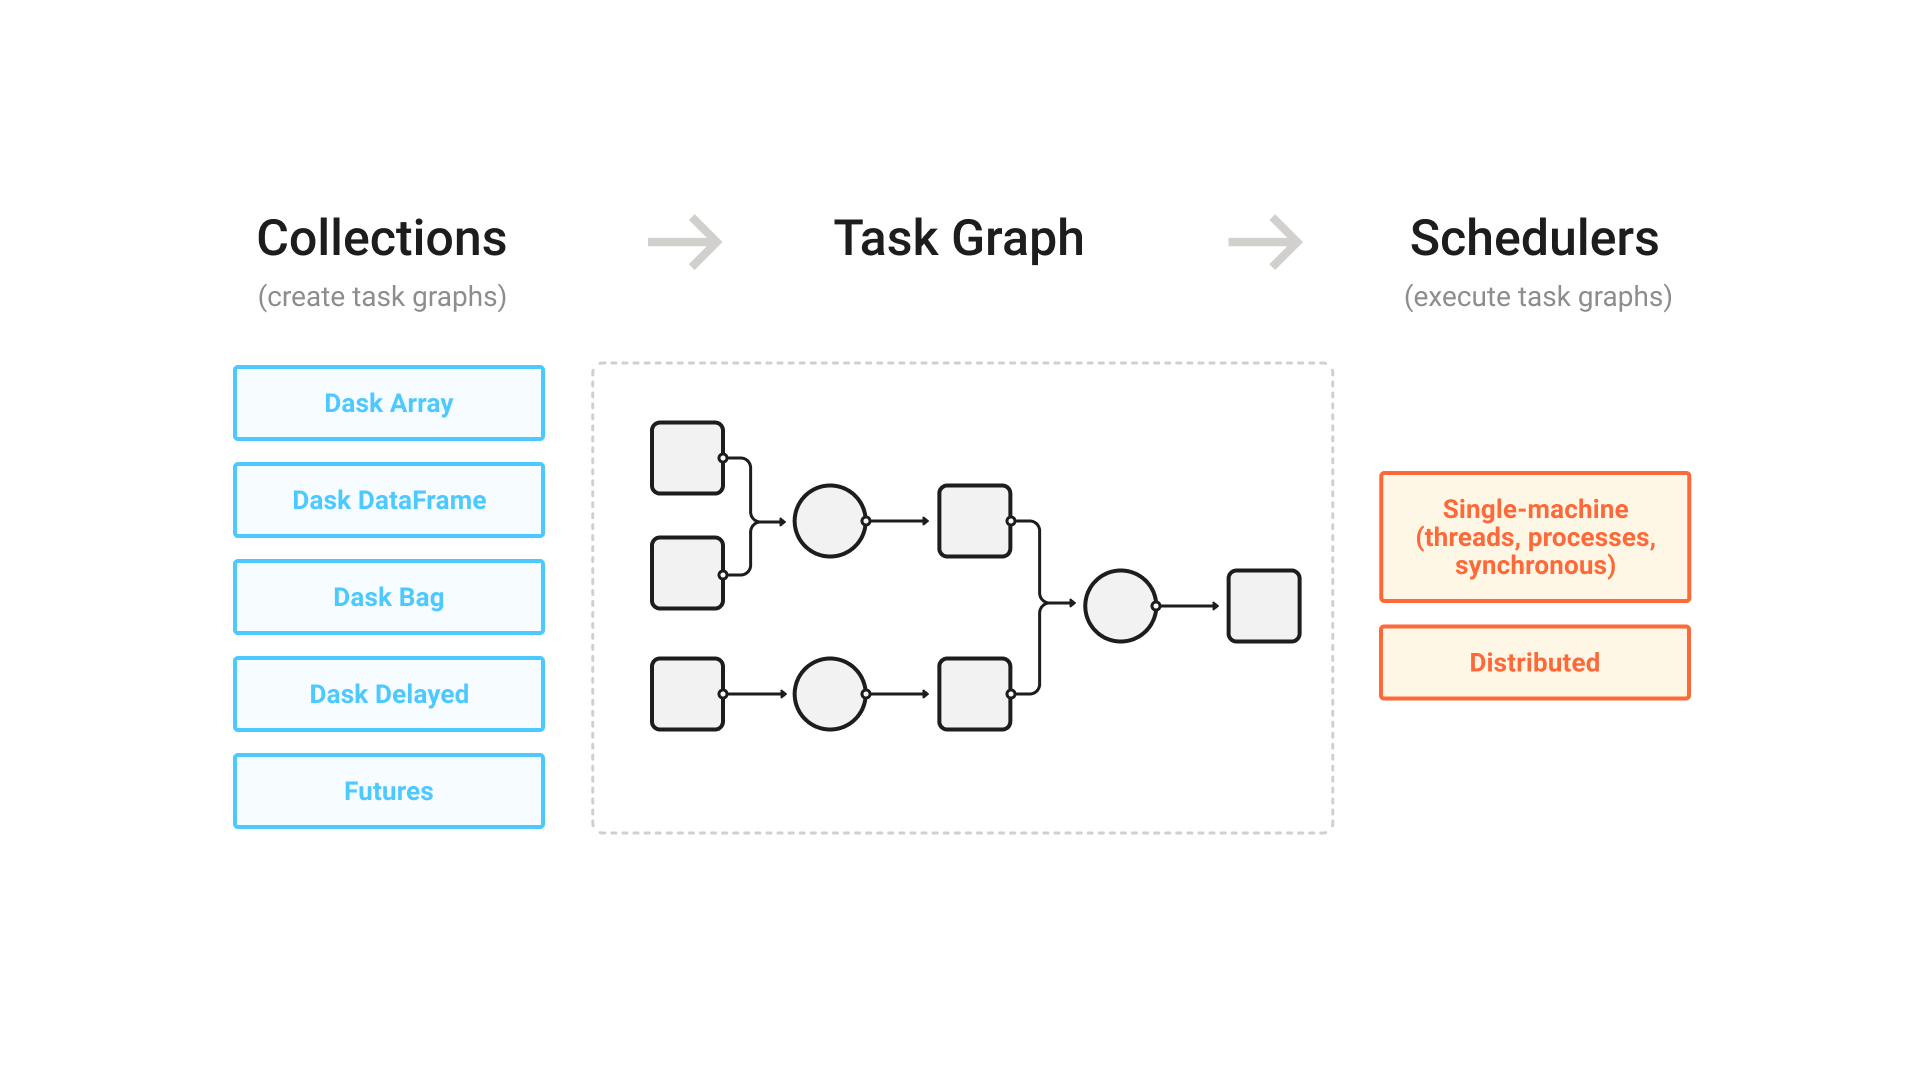 Collections
(create task graphs)
Dask Array
Dask DataFrame
Dask Bag
Dask Delayed
Futures
Task Graph
Schedulers
(execute task graphs)
Single-machine
(threads, processes,
synchronous)
Distributed